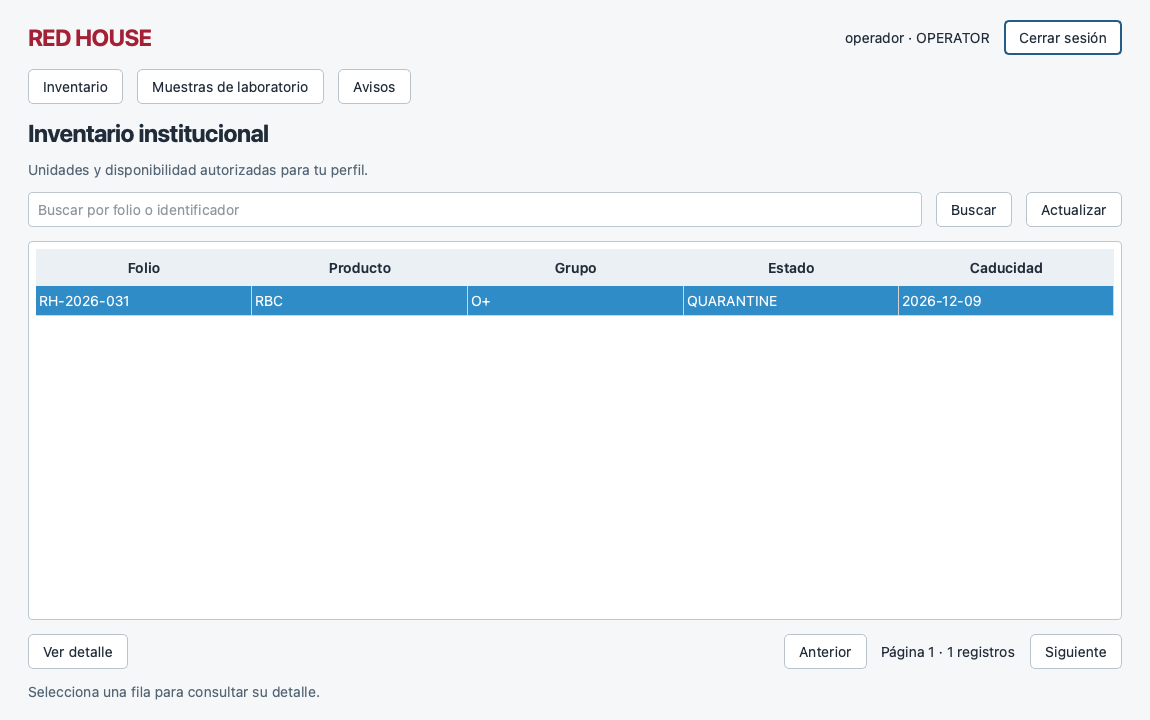 RED HOUSE
operador · OPERATOR
Cerrar sesión
Inventario
Muestras de laboratorio
Avisos
Inventario institucional
Unidades y disponibilidad autorizadas para tu perfil.
Buscar por folio o identificador
Buscar
Actualizar
Folio Producto Grupo Estado Caducidad
RH-2026-031 RBC O+ QUARANTINE 2026-12-09
Ver detalle
Anterior
Página 1 · 1 registros
Siguiente
Selecciona una fila para consultar su detalle.